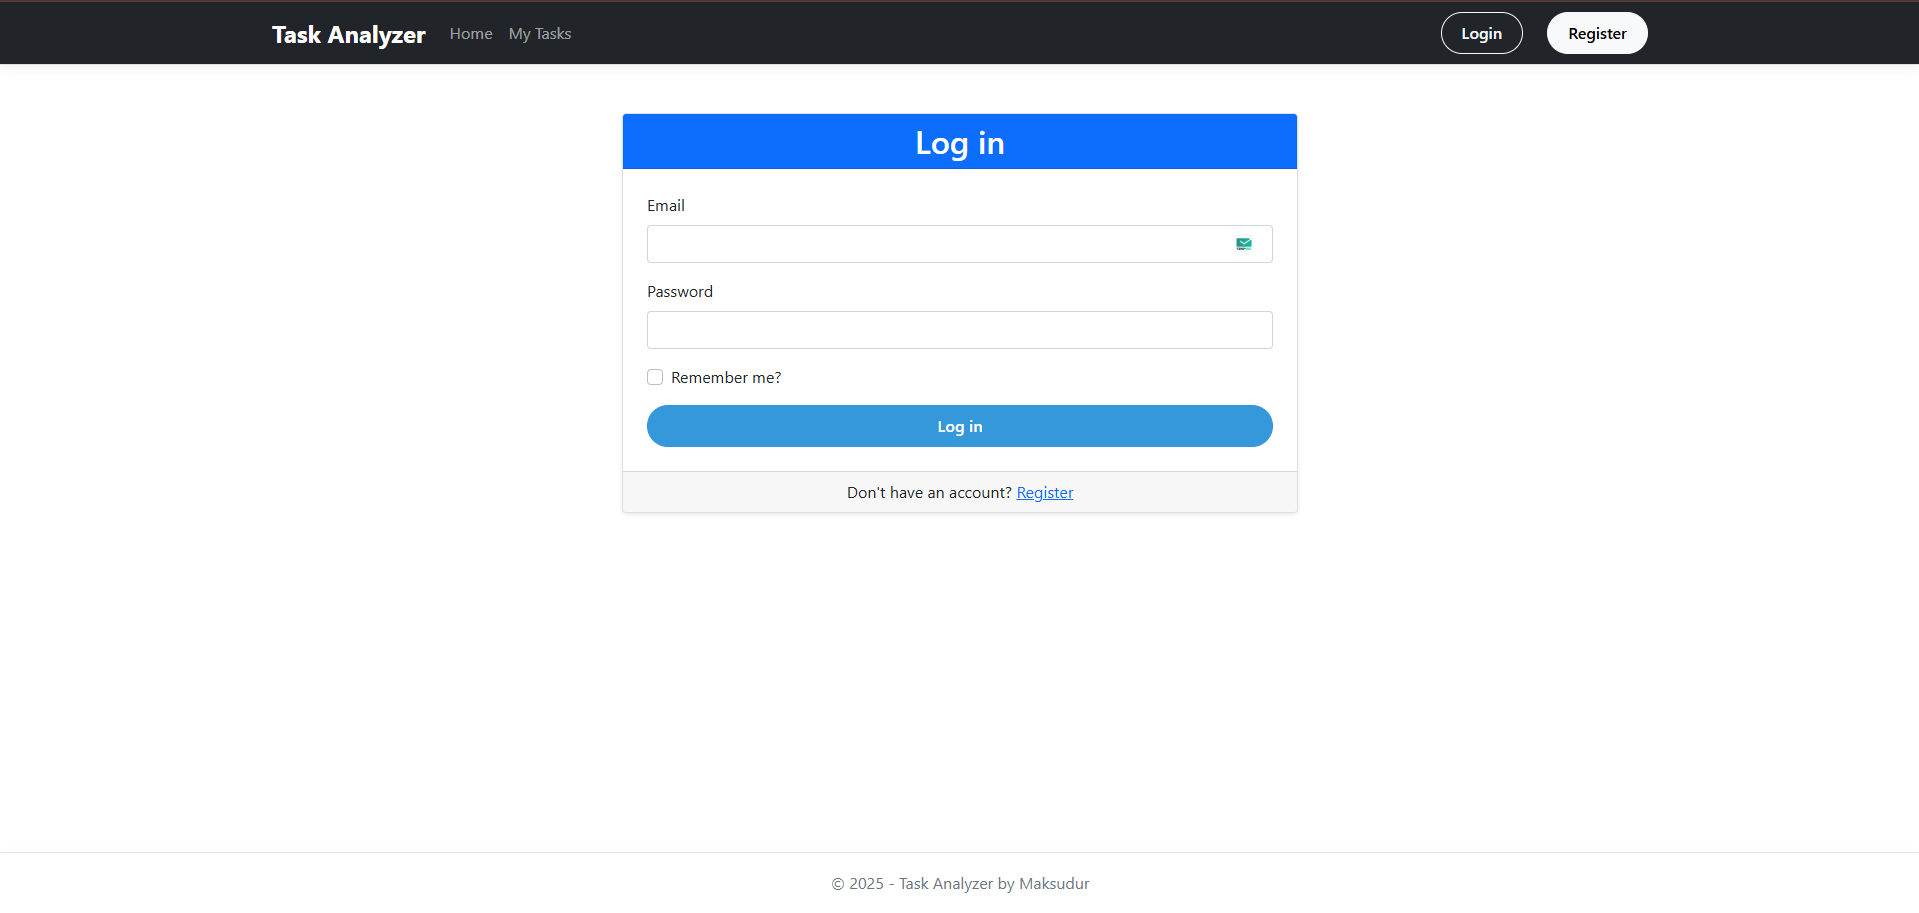 Task Analyzer Home My Tasks Login Register
Log in
Email
Password
Remember me?
Log in
Don't have an account? Register
© 2025 - Task Analyzer by Maksudur